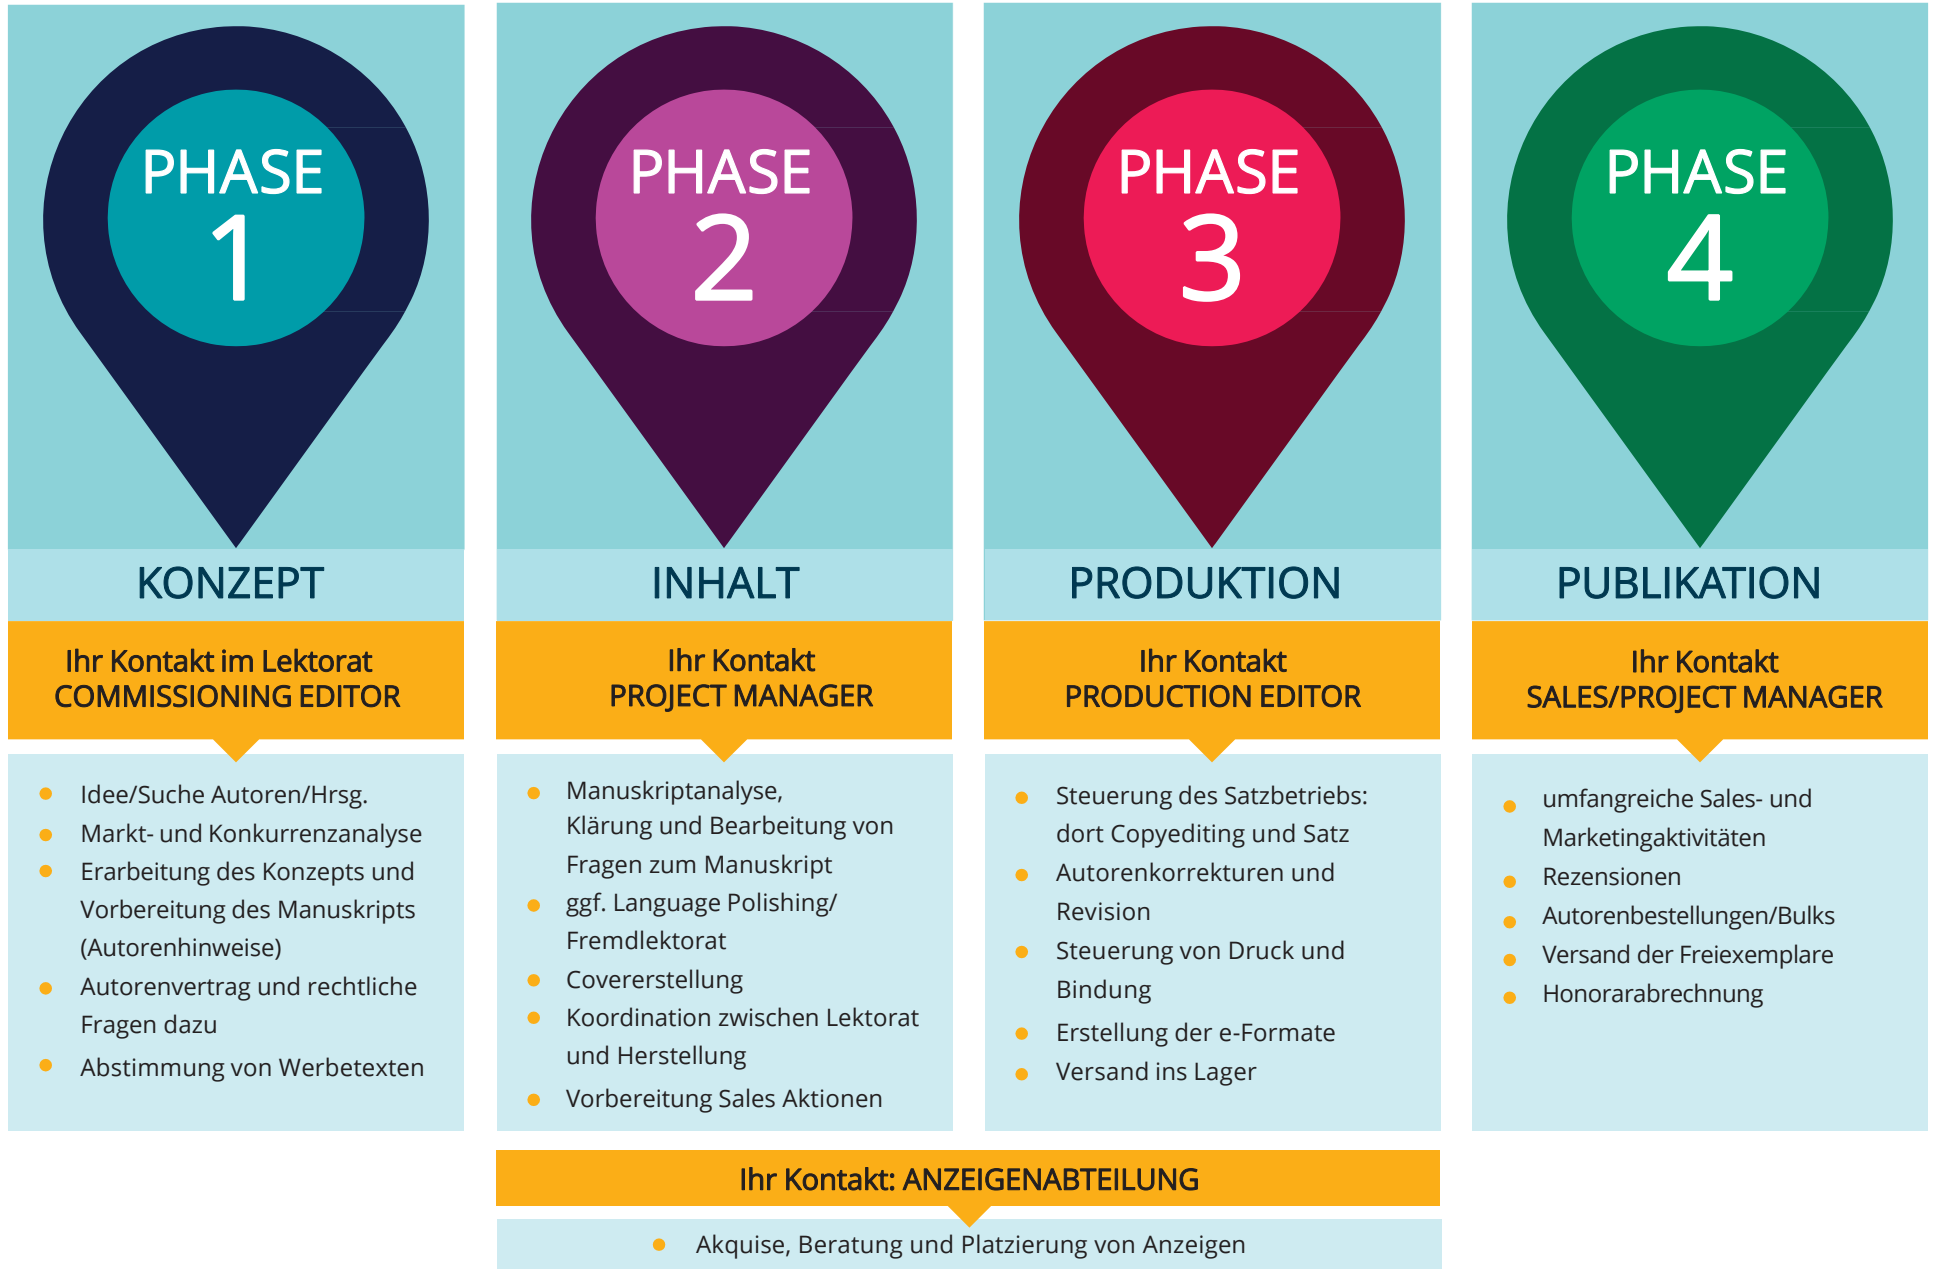 PHASE
1
KONZEPT
Ihr Kontakt im Lektorat
COMMISSIONING EDITOR
Idee/Suche Autoren/Hrsg.
Markt- und Konkurrenzanalyse
Erarbeitung des Konzepts und
Vorbereitung des Manuskripts
(Autorenhinweise)
Autorenvertrag und rechtliche
Fragen dazu
Abstimmung von Werbetexten
PHASE
2
INHALT
Ihr Kontakt
PROJECT MANAGER
Manuskriptanalyse,
Klärung und Bearbeitung von
Fragen zum Manuskript
ggf. Language Polishing/
Fremdlektorat
Covererstellung
Koordination zwischen Lektorat
und Herstellung
Vorbereitung Sales Aktionen
PHASE
3
PRODUKTION
Ihr Kontakt
PRODUCTION EDITOR
Steuerung des Satzbetriebs:
dort Copyediting und Satz
Autorenkorrekturen und
Revision
Steuerung von Druck und
Bindung
Erstellung der e-Formate
Versand ins Lager
PHASE
4
PUBLIKATION
Ihr Kontakt
SALES/PROJECT MANAGER
umfangreiche Sales- und
Marketingaktivitäten
Rezensionen
Autorenbestellungen/Bulks
Versand der Freiexemplare
Honorarabrechnung
Ihr Kontakt: ANZEIGENABTEILUNG
Akquise, Beratung und Platzierung von Anzeigen